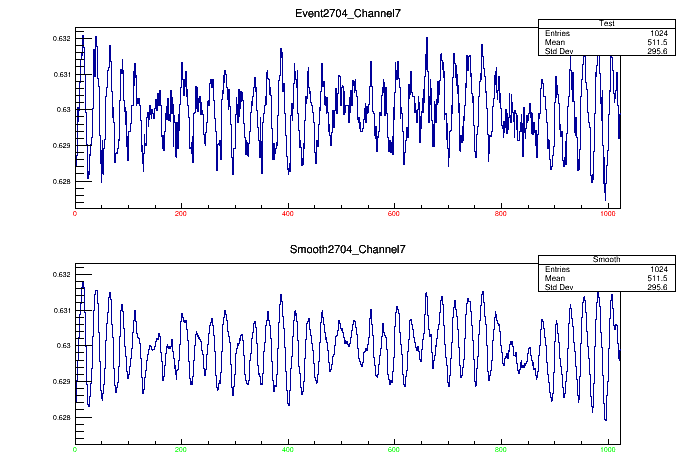 Event2704_Channel7
Test
Entries 1024
Mean 511.5
Std Dev 295.6
0.632
0.631
0.63
0.629
0.628
0 200 400 600 800 1000
Smooth2704_Channel7
Smooth
Entries 1024
Mean 511.5
Std Dev 295.6
0.632
0.631
0.63
0.629
0.628
0 200 400 600 800 1000